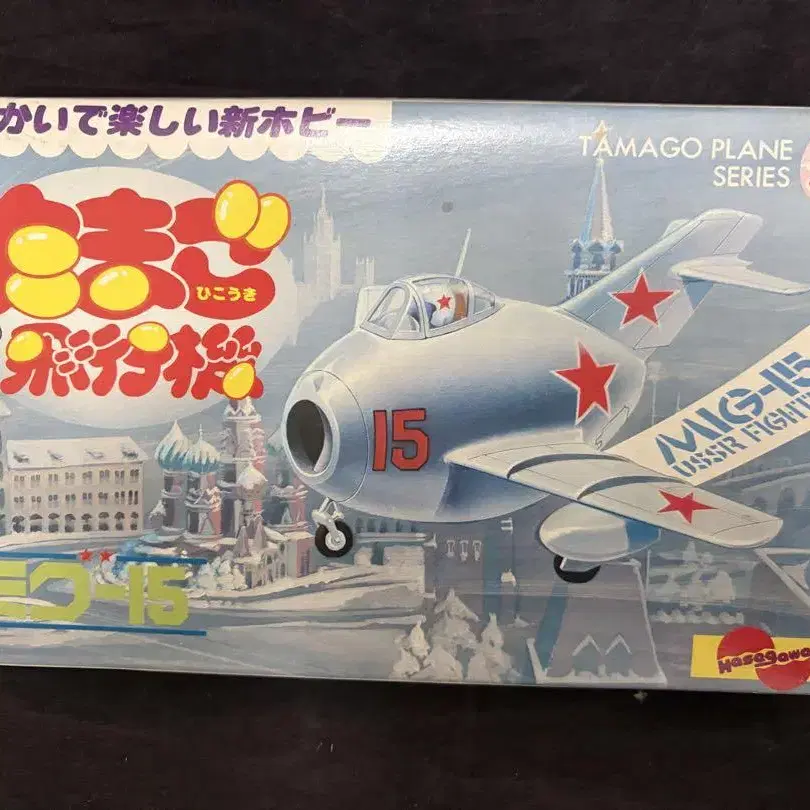 かいで楽しい新ホビー
TAMAGO PLANE
SERIES
たまご
ひこうき
飛行機
15
MIG-15
USSR FIGHT
ミグ-15
Hasegawa